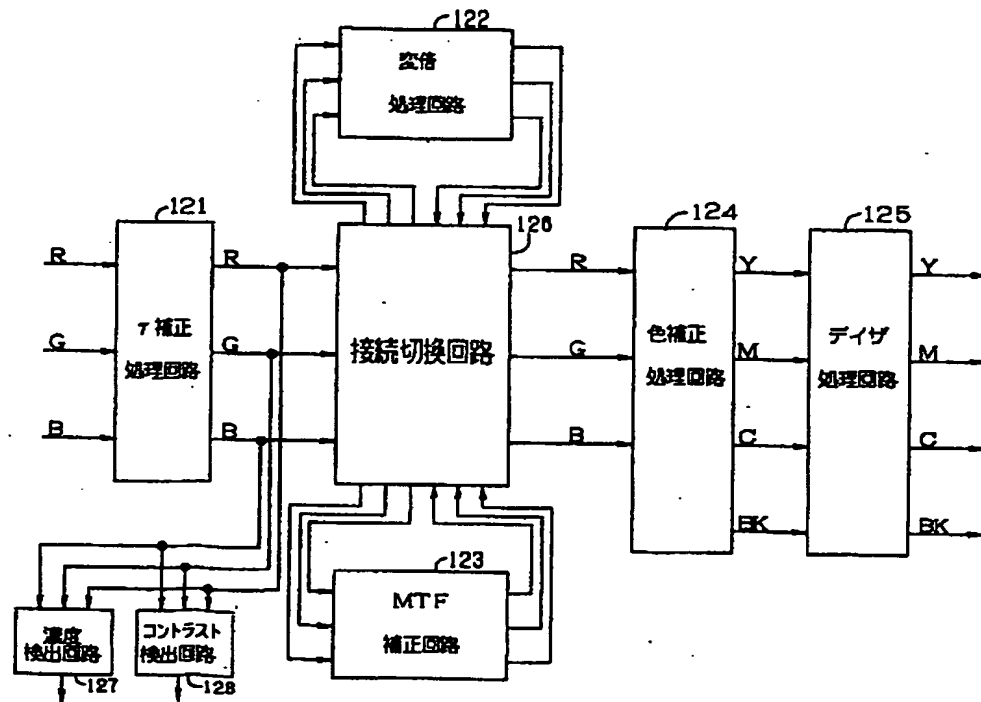 122
変倍
処理回路
121
R
R
G
G
B
B
γ補正
処理回路
126
接続切換回路
R
G
B
124
色補正
処理回路
Y
M
C
BK
125
デイザ
処理回路
Y
M
C
BK
123
MTF
補正回路
濃度
検出回路
127
コントラスト
検出回路
128